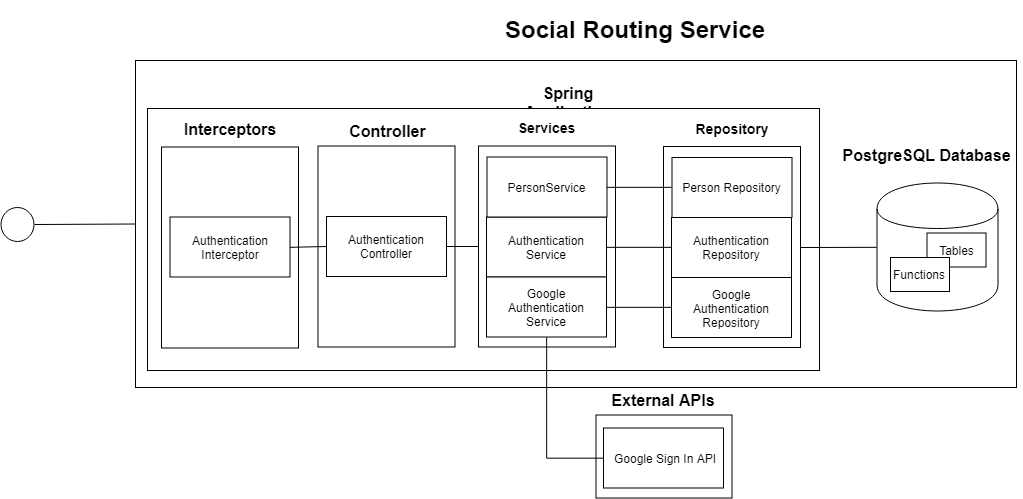 Social Routing Service
Spring
Interceptors
Controller
Services
Repository
PostgreSQL Database
PersonService
Person Repository
Authentication
Interceptor
Authentication
Controller
Authentication
Service
Authentication
Repository
Tables
Functions
Google
Authentication
Service
Google
Authentication
Repository
External APIs
Google Sign In API